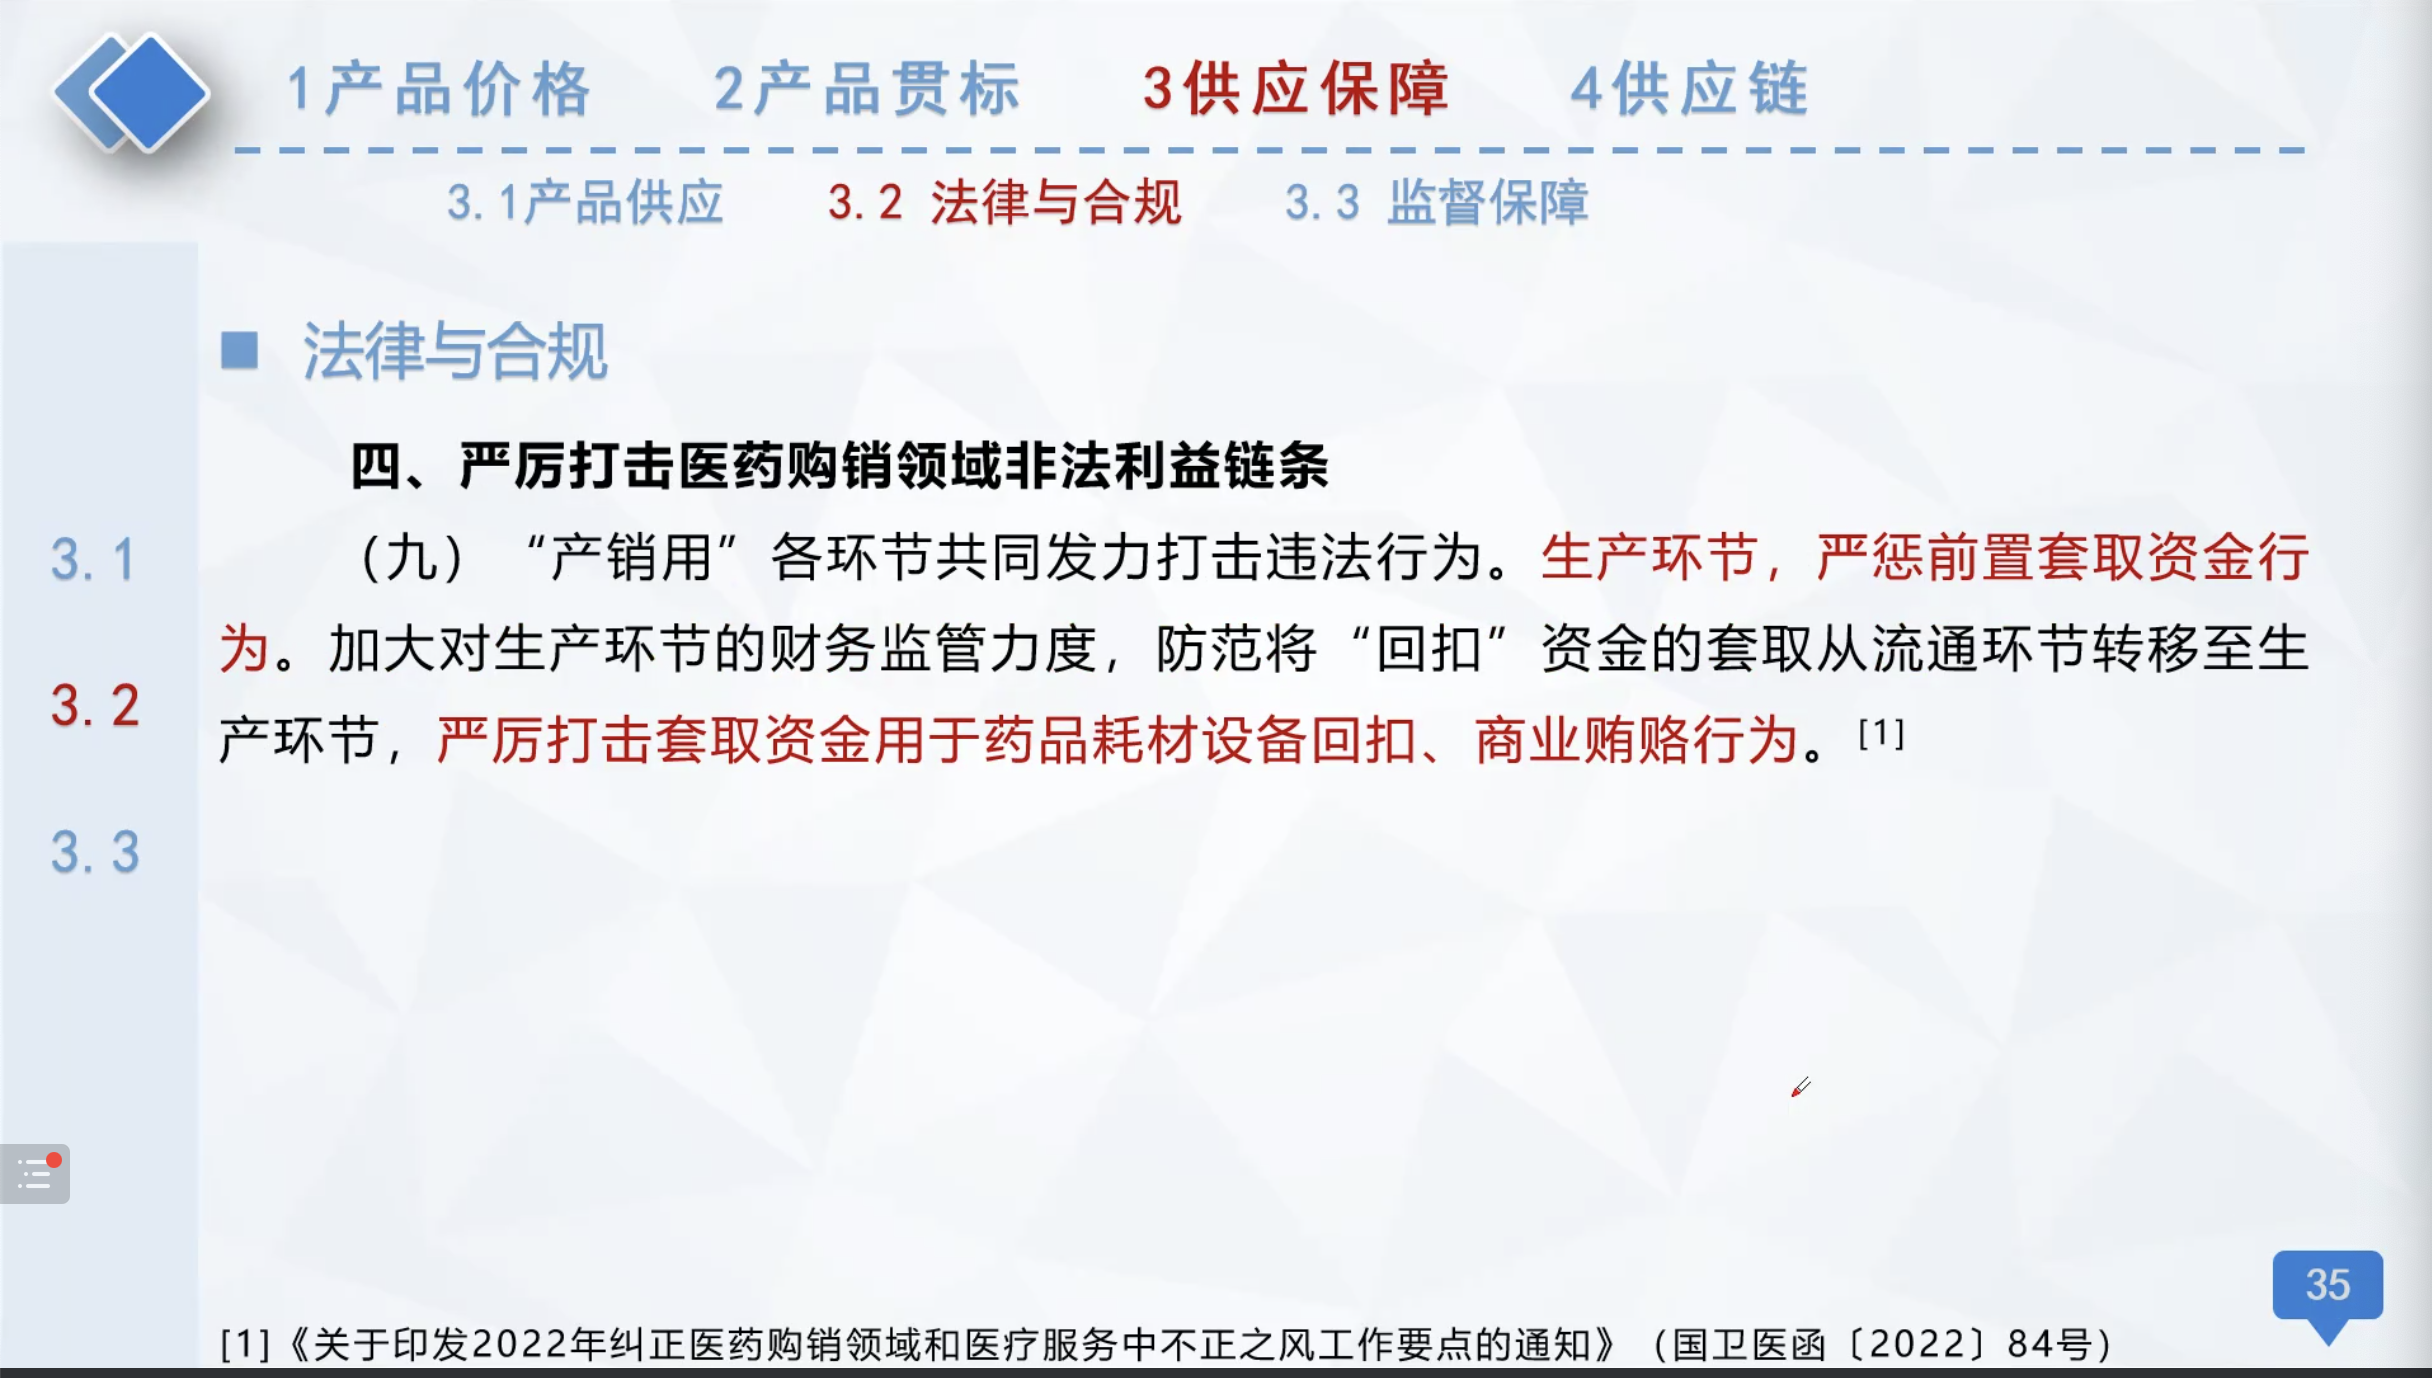 1产品价格 2产品贯标 3供应保障 4供应链
3.1产品供应 3.2 法律与合规 3.3 监督保障
法律与合规
四、严厉打击医药购销领域非法利益链条
（九）“产销用”各环节共同发力打击违法行为。生产环节，严惩前置套取资金行
为。加大对生产环节的财务监管力度，防范将“回扣”资金的套取从流通环节转移至生
产环节，严厉打击套取资金用于药品耗材设备回扣、商业贿赂行为。[1]
3.1
3.2
3.3
35
[1]《关于印发2022年纠正医药购销领域和医疗服务中不正之风工作要点的通知》（国卫医函〔2022〕84号）